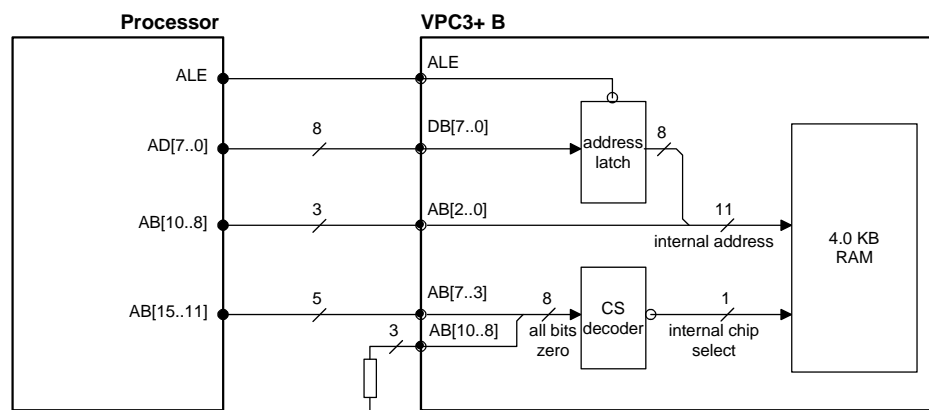 Processor
VPC3+ B
ALE
ALE
AD[7..0]
8
DB[7..0]
address
latch
8
AB[10..8]
3
AB[2..0]
11
internal address
4.0 KB
RAM
AB[15..11]
5
AB[7..3]
8
all bits
zero
CS
decoder
1
internal chip
select
3
AB[10..8]